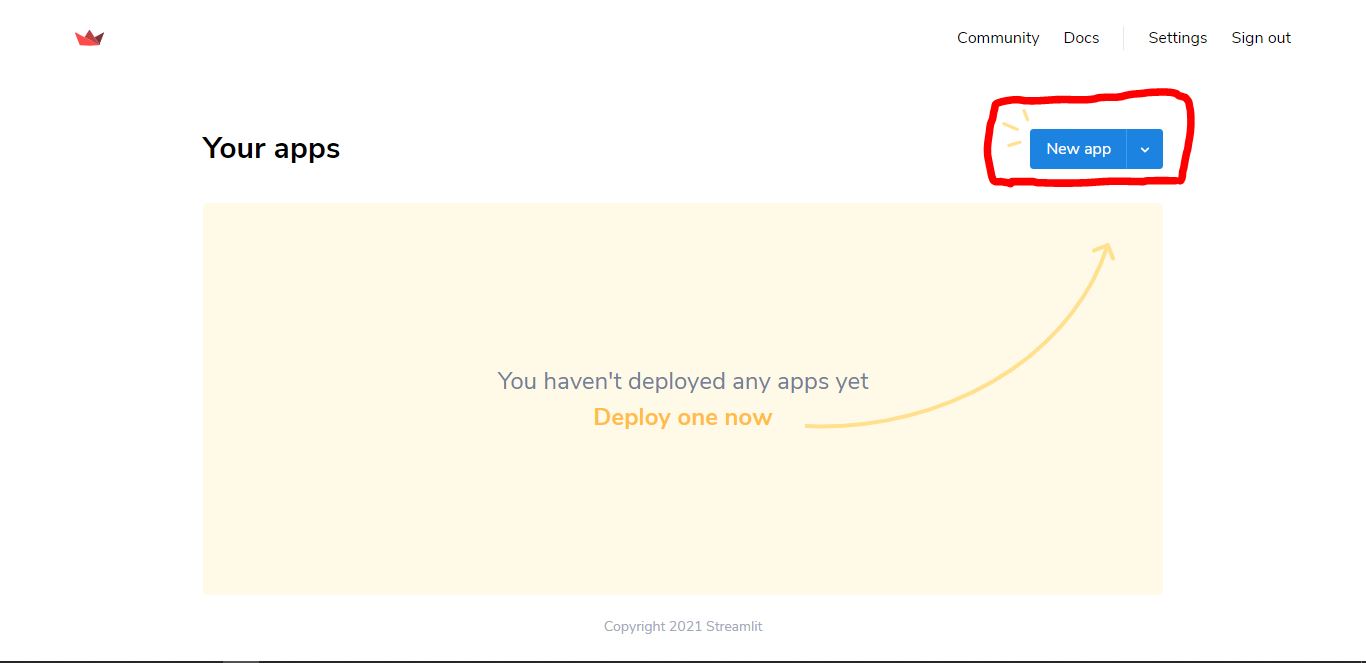 Community Docs Settings Sign out
Your apps
New app
You haven't deployed any apps yet
Deploy one now
Copyright 2021 Streamlit